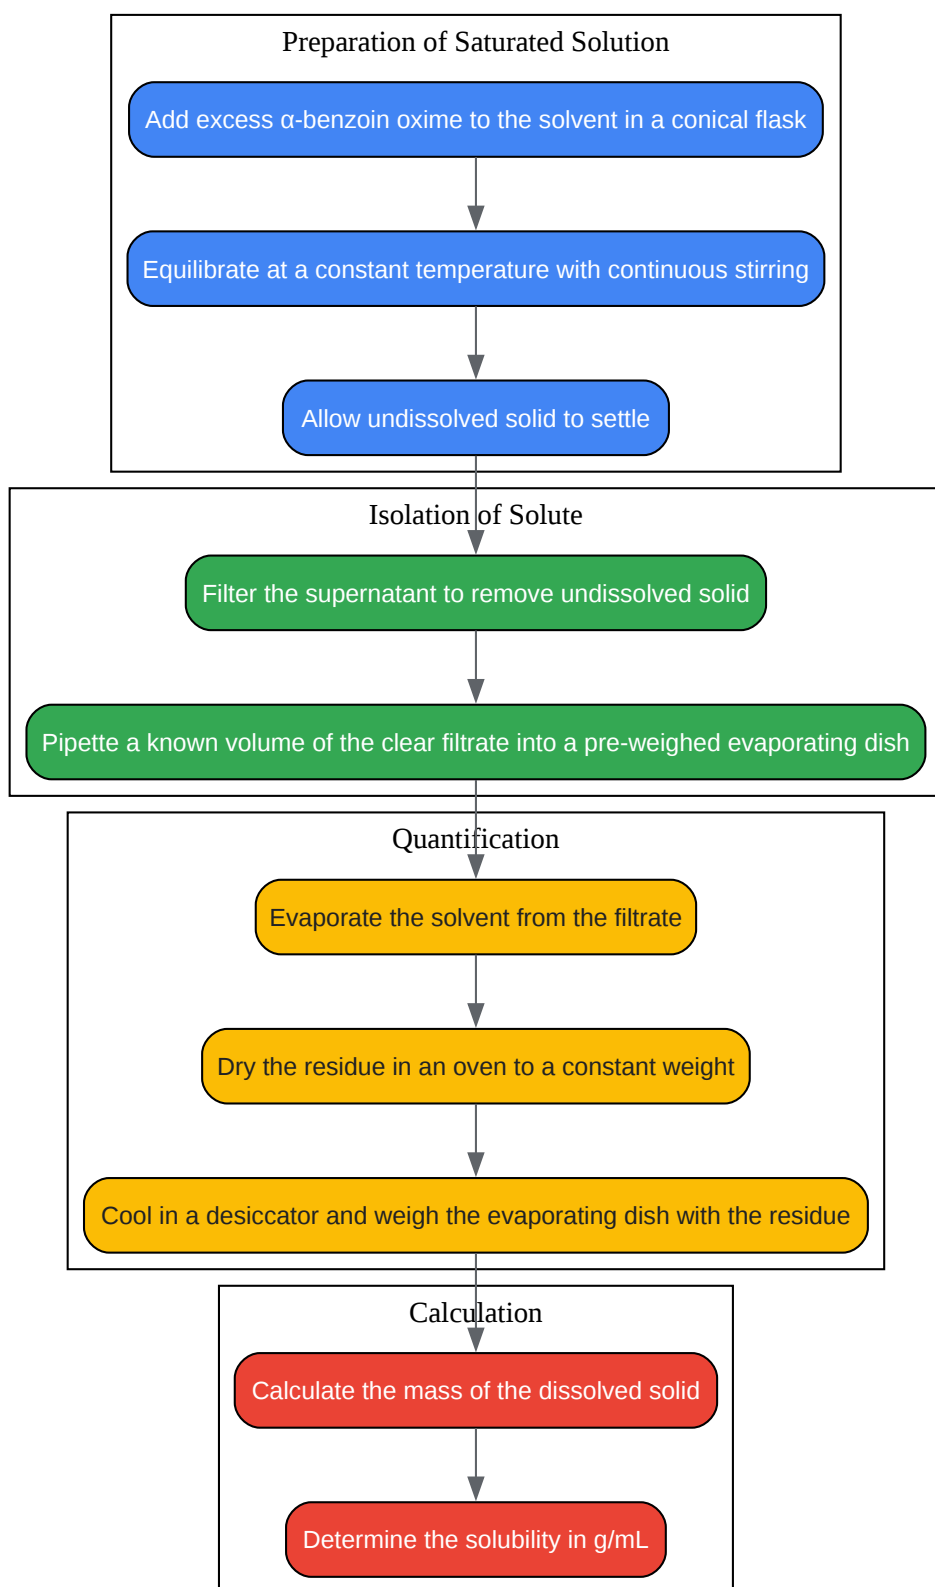 Preparation of Saturated Solution
Add excess α-benzoin oxime to the solvent in a conical flask
Equilibrate at a constant temperature with continuous stirring
Allow undissolved solid to settle
Isolation of Solute
Filter the supernatant to remove undissolved solid
Pipette a known volume of the clear filtrate into a pre-weighed evaporating dish
Quantification
Evaporate the solvent from the filtrate
Dry the residue in an oven to a constant weight
Cool in a desiccator and weigh the evaporating dish with the residue
Calculation
Calculate the mass of the dissolved solid
Determine the solubility in g/mL